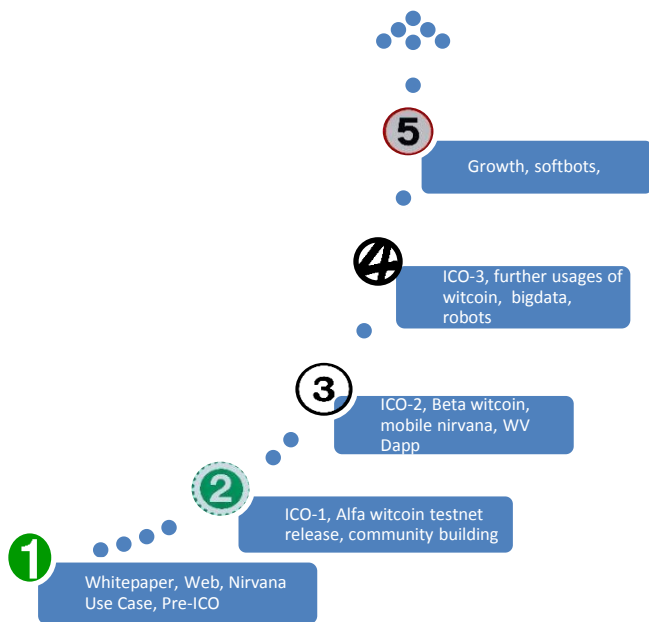 5
Growth, softbots,
4
ICO-3, further usages of
witcoin, bigdata,
robots
3
ICO-2, Beta witcoin,
mobile nirvana, WV
Dapp
2
ICO-1, Alfa witcoin testnet
release, community building
1
Whitepaper, Web, Nirvana
Use Case, Pre-ICO